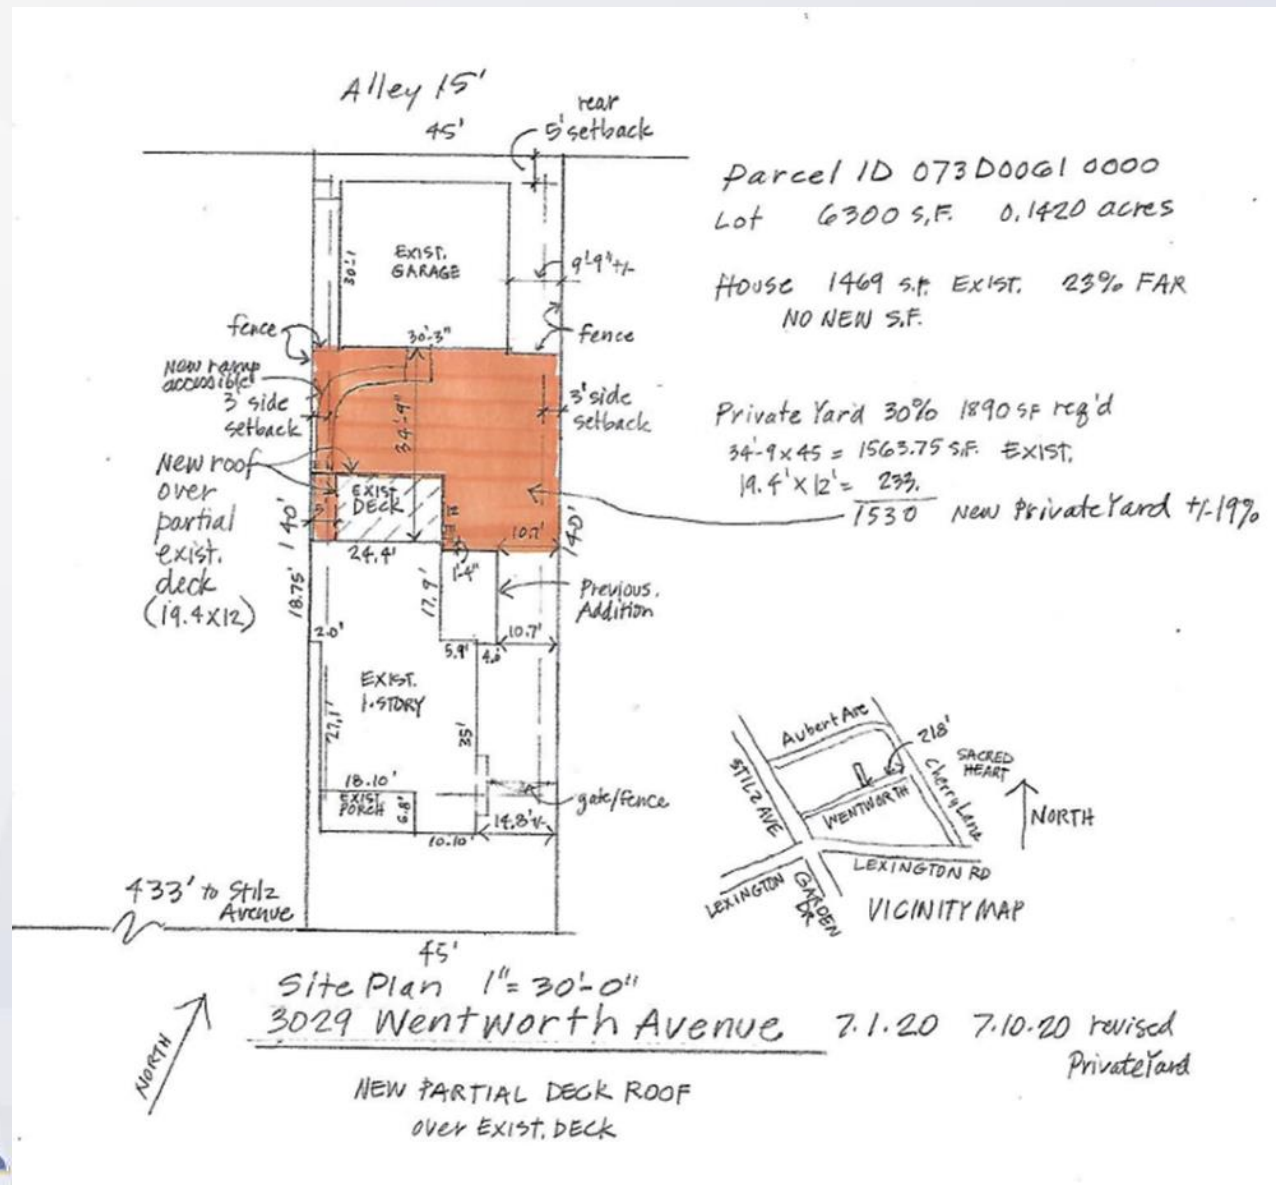 Alley 15'
45'
rear
5' setback
Parcel ID 073D0061 0000
Lot 6300 S.F. 0.1420 acres
House 1469 S.F. EXIST. 23% FAR
NO NEW S.F.
EXIST.
GARAGE
30'-1
9'-9" +/-
fence
30'-3"
fence
New ramp
accessible
3' side
setback
34'-9"
3' side
setback
Private Yard 30% 1890 SF req'd
34'-9 x 45 = 1563.75 S.F. EXIST.
19.4' x 12' = 233.
1530 New Private Yard +/- 19%
New roof
over
partial
exist.
deck
(19.4x12)
EXIST.
DECK
140'
140'
24.4'
10.7'
1'-4"
18.75'
17.9'
Previous.
Addition
2.0'
5.9'
4.0'
10.7'
EXIST.
1-STORY
27.1'
35'
18.10'
EXIST.
PORCH
6.8'
gate/fence
10.10'
14.8' +/-
433' to Stilz
Avenue
45'
Aubert Ave
218'
SACRED
HEART
STILZ AVE
Cherry Lane
WENTWORTH
NORTH
LEXINGTON RD
LEXINGTON
GARDEN
DR
VICINITY MAP
Site Plan 1" = 30'-0"
3029 Wentworth Avenue 7.1.20 7.10.20 revised
Private Yard
NORTH
NEW PARTIAL DECK ROOF
over EXIST. DECK